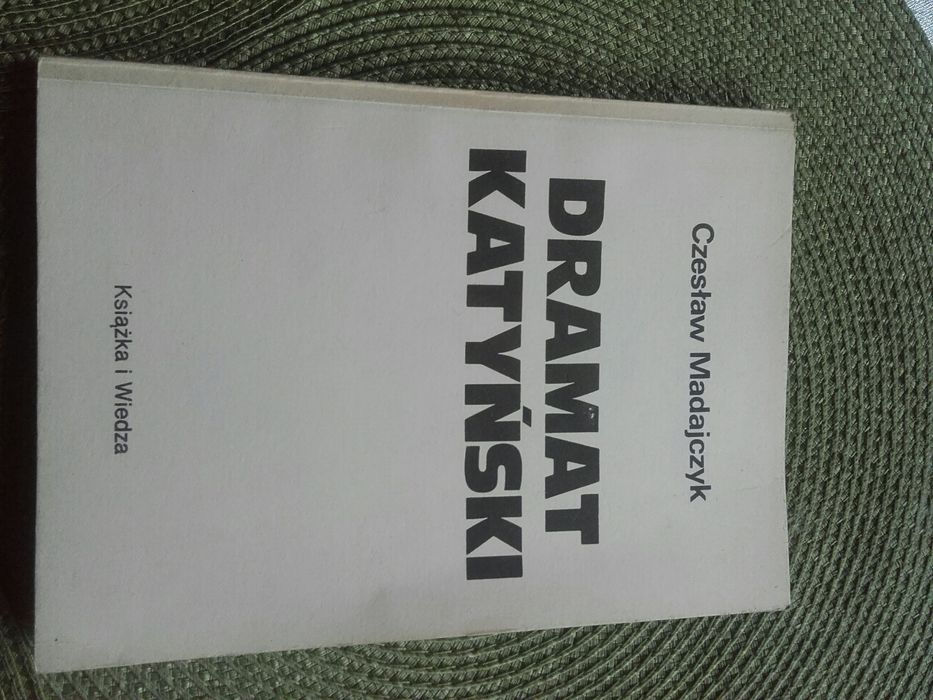 Czesław Madajczyk
DRAMAT
KATYŃSKI
Książka i Wiedza